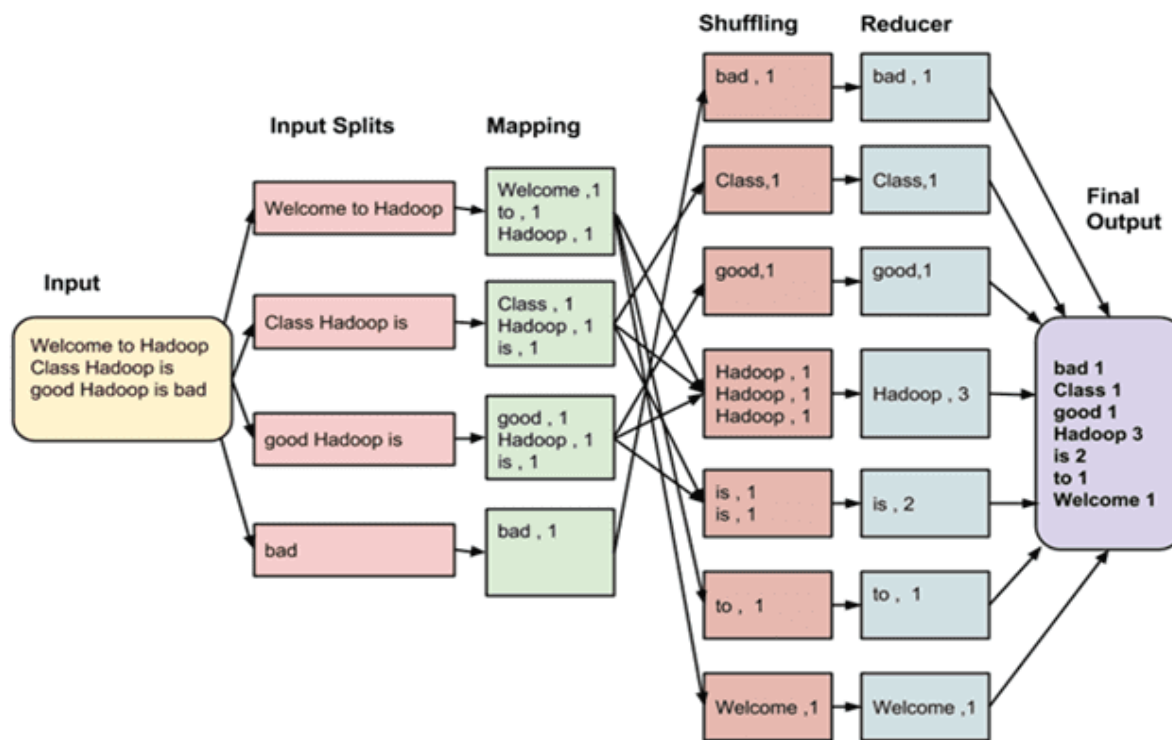 Input
Welcome to Hadoop
Class Hadoop is
good Hadoop is bad
Input Splits
Welcome to Hadoop
Class Hadoop is
good Hadoop is
bad
Mapping
Welcome ,1
to , 1
Hadoop , 1
Class , 1
Hadoop , 1
is , 1
good , 1
Hadoop , 1
is , 1
bad , 1
Shuffling
bad , 1
Class,1
good,1
Hadoop , 1
Hadoop , 1
Hadoop , 1
is , 1
is , 1
to , 1
Welcome ,1
Reducer
bad , 1
Class,1
good,1
Hadoop , 3
is , 2
to , 1
Welcome ,1
Final
Output
bad 1
Class 1
good 1
Hadoop 3
is 2
to 1
Welcome 1